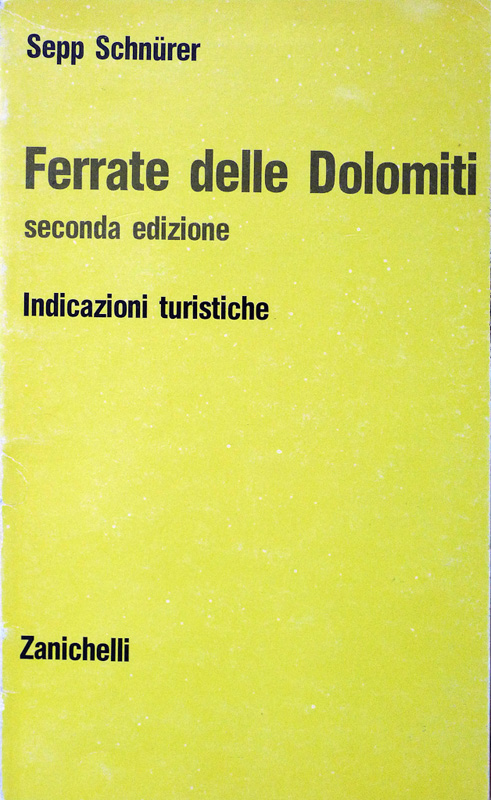 Sepp Schnürer
Ferrate delle Dolomiti
seconda edizione
Indicazioni turistiche
Zanichelli